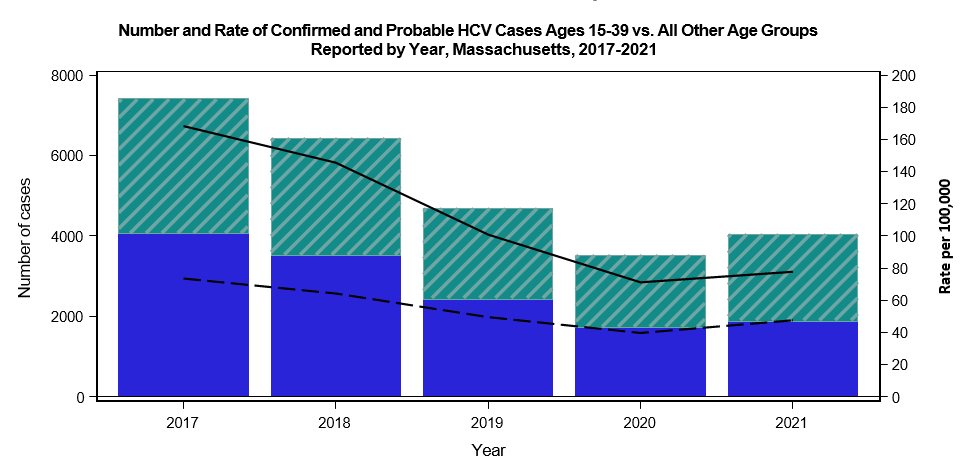 Number and Rate of Confirmed and Probable HCV Cases Ages 15-39 vs. All Other Age Groups
Reported by Year, Massachusetts, 2017-2021
8000
6000
4000
2000
0
Number of cases
200
180
160
140
120
100
80
60
40
20
0
Rate per 100,000
2017 2018 2019 2020 2021
Year